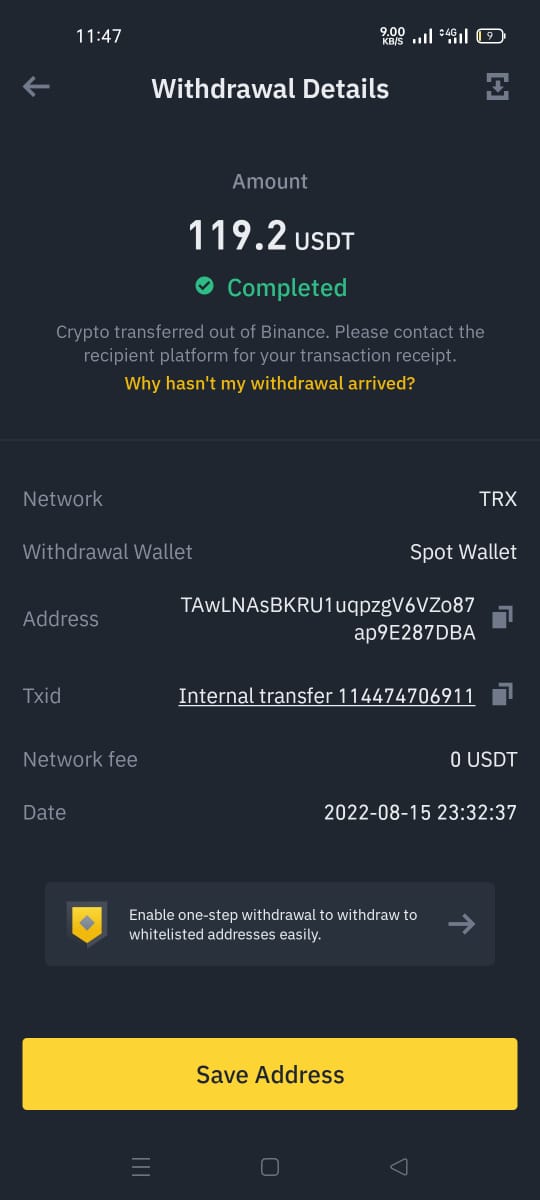 11:47
9.00 KB/S 4G 9
Withdrawal Details
Amount
119.2 USDT
Completed
Crypto transferred out of Binance. Please contact the
recipient platform for your transaction receipt.
Why hasn't my withdrawal arrived?
Network TRX
Withdrawal Wallet Spot Wallet
Address TAwLNAsBKRU1uqpzgV6VZo87
ap9E287DBA
Txid Internal transfer 114474706911
Network fee 0 USDT
Date 2022-08-15 23:32:37
Enable one-step withdrawal to withdraw to
whitelisted addresses easily.
Save Address